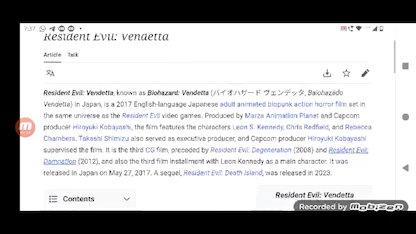 7:37
Resident Evil: Vendetta
Article Talk
Resident Evil: Vendetta, known as Biohazard: Vendetta (バイオハザード ヴェンデッタ, Baiohazādo
Vendetta) in Japan, is a 2017 English-language Japanese adult animated biopunk action horror film set in
the same universe as the Resident Evil video games. Produced by Marza Animation Planet and Capcom
producer Hiroyuki Kobayashi, the film features the characters Leon S. Kennedy, Chris Redfield, and Rebecca
Chambers. Takashi Shimizu also served as executive producer, and Capcom producer Hiroyuki Kobayashi
supervised the film. It is the third CG film, preceded by Resident Evil: Degeneration (2008) and Resident Evil:
Damnation (2012), and also the third film installment with Leon Kennedy as a main character. It was
released in Japan on May 27, 2017. A sequel, Resident Evil: Death Island, was released in 2023.
Contents
Resident Evil: Vendetta
Recorded by Mobizen